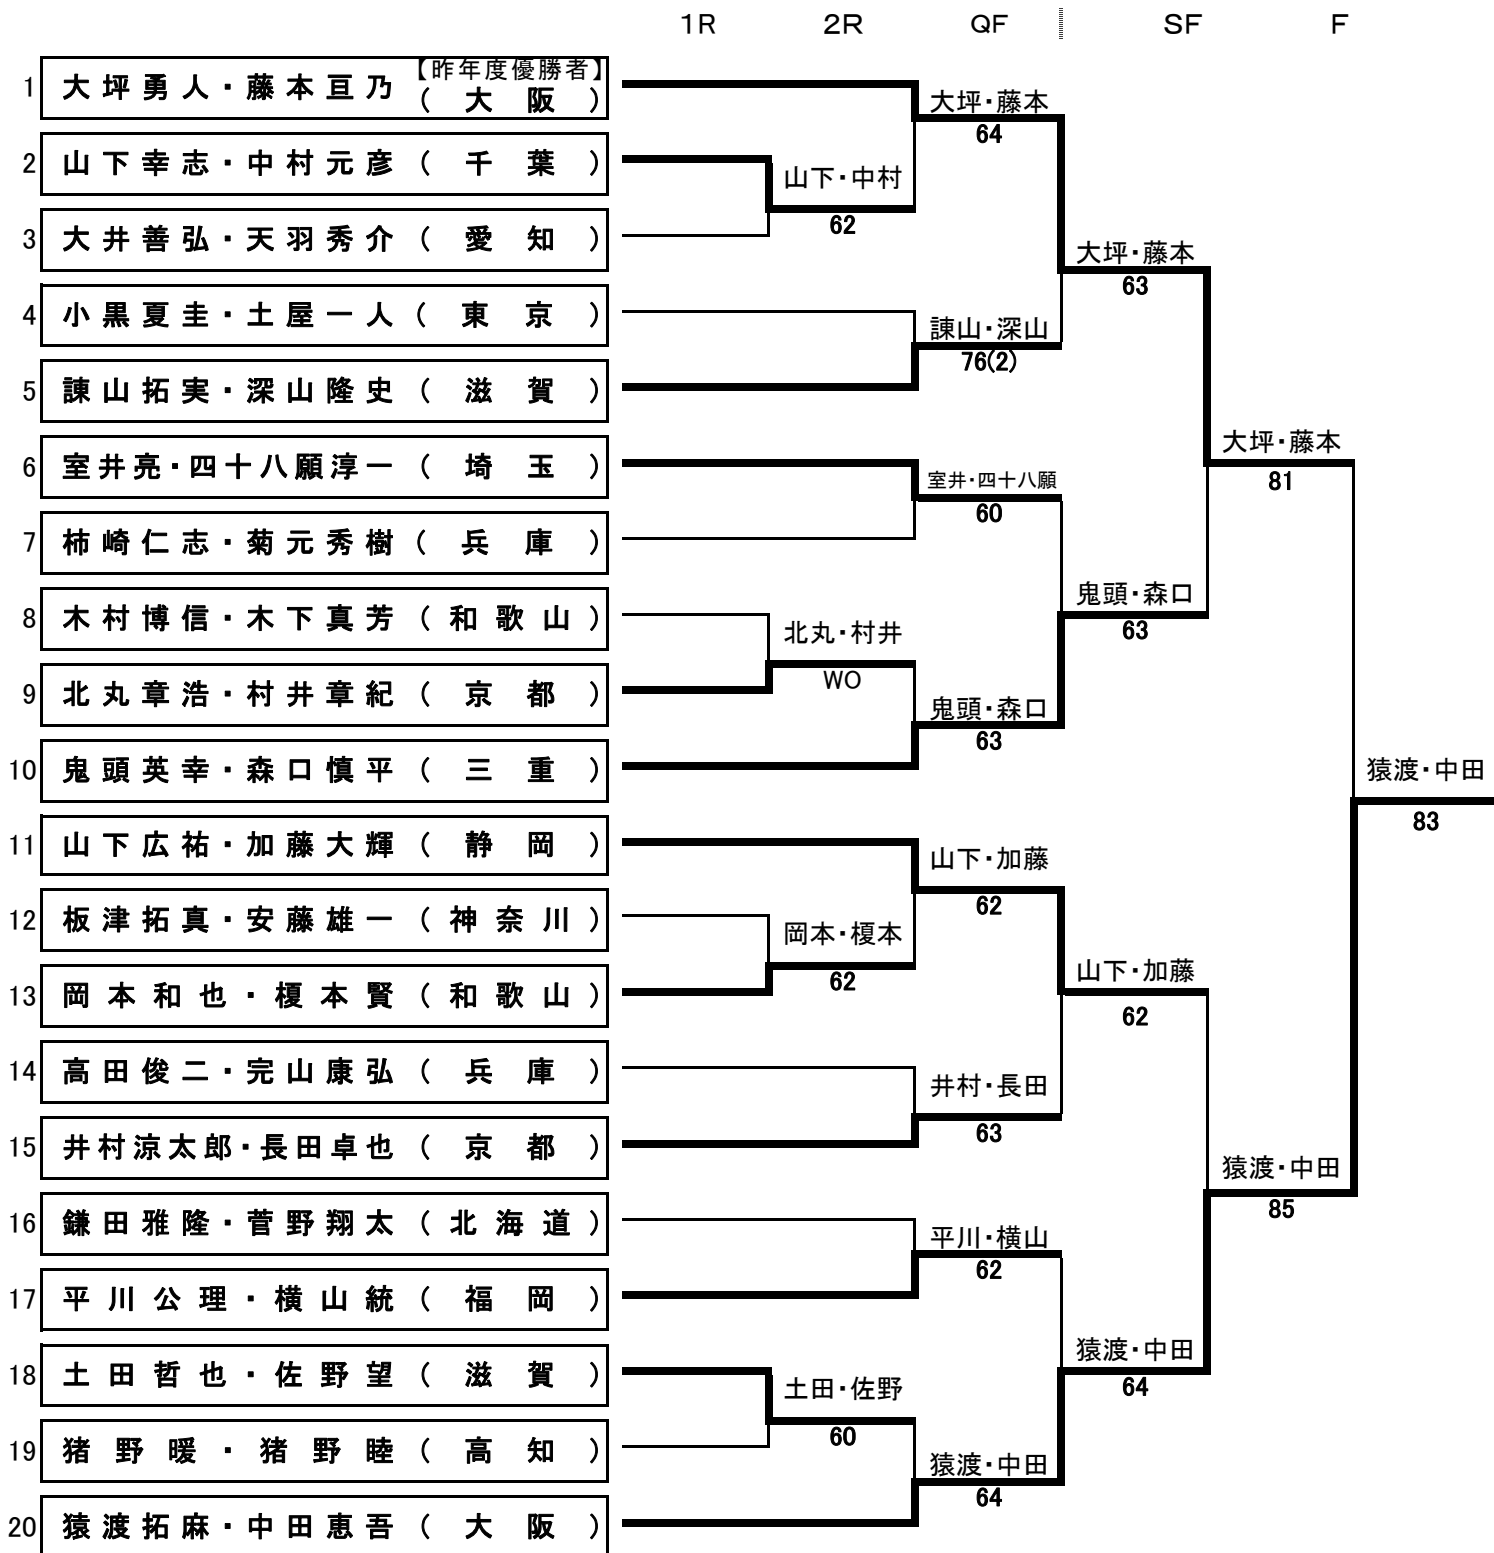 1R 2R QF SF F
【昨年度優勝者】
1 大坪勇人・藤本亘乃 ( 大阪 )
2 山下幸志・中村元彦 ( 千葉 )
3 大井善弘・天羽秀介 ( 愛知 )
4 小黒夏圭・土屋一人 ( 東京 )
5 諌山拓実・深山隆史 ( 滋賀 )
6 室井亮・四十八願淳一 ( 埼玉 )
7 柿崎仁志・菊元秀樹 ( 兵庫 )
8 木村博信・木下真芳 ( 和歌山 )
9 北丸章浩・村井章紀 ( 京都 )
10 鬼頭英幸・森口慎平 ( 三重 )
11 山下広祐・加藤大輝 ( 静岡 )
12 板津拓真・安藤雄一 ( 神奈川 )
13 岡本和也・榎本賢 ( 和歌山 )
14 高田俊二・完山康弘 ( 兵庫 )
15 井村涼太郎・長田卓也 ( 京都 )
16 鎌田雅隆・菅野翔太 ( 北海道 )
17 平川公理・横山統 ( 福岡 )
18 土田哲也・佐野望 ( 滋賀 )
19 猪野暖・猪野睦 ( 高知 )
20 猿渡拓麻・中田恵吾 ( 大阪 )
山下・中村
62
北丸・村井
WO
岡本・榎本
62
土田・佐野
60
大坪・藤本
64
諌山・深山
76(2)
室井・四十八願
60
鬼頭・森口
63
山下・加藤
62
井村・長田
63
平川・横山
62
猿渡・中田
64
大坪・藤本
63
鬼頭・森口
63
山下・加藤
62
猿渡・中田
64
大坪・藤本
81
猿渡・中田
85
猿渡・中田
83